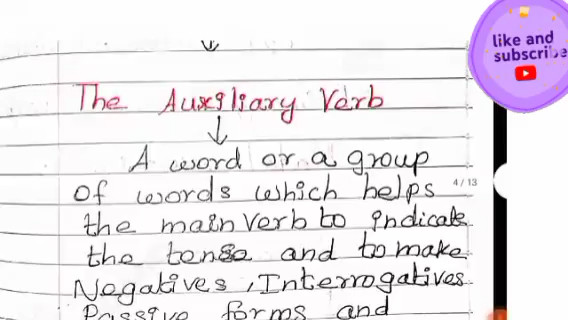 like and
subscribe
The Auxiliary Verb
A word or a group
of words which helps
4/13
the main verb to indicate
the tense and to make
Negatives, Interrogatives
Passive forms and